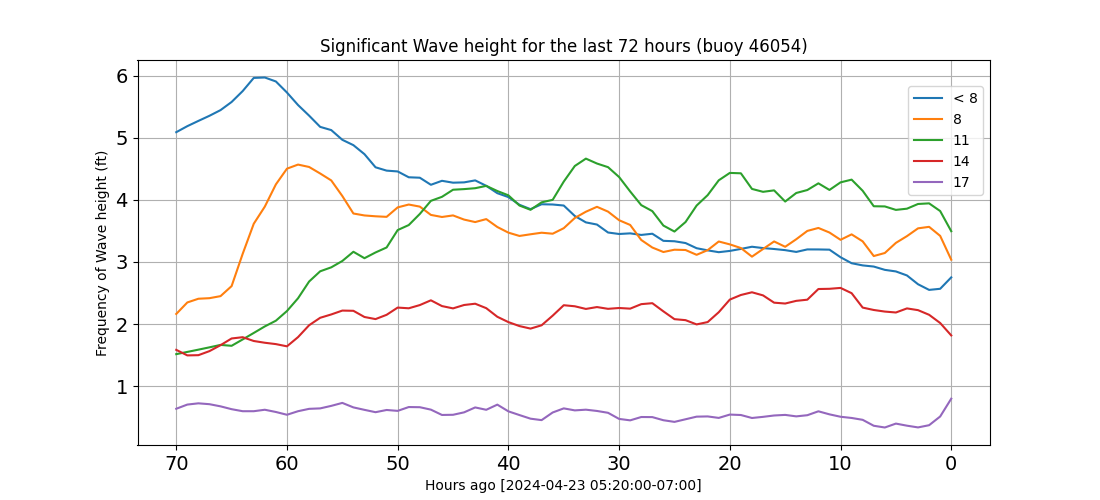 Significant Wave height for the last 72 hours (buoy 46054)
Frequency of Wave height (ft)
6
5
4
3
2
1
< 8
8
11
14
17
70 60 50 40 30 20 10 0
Hours ago [2024-04-23 05:20:00-07:00]